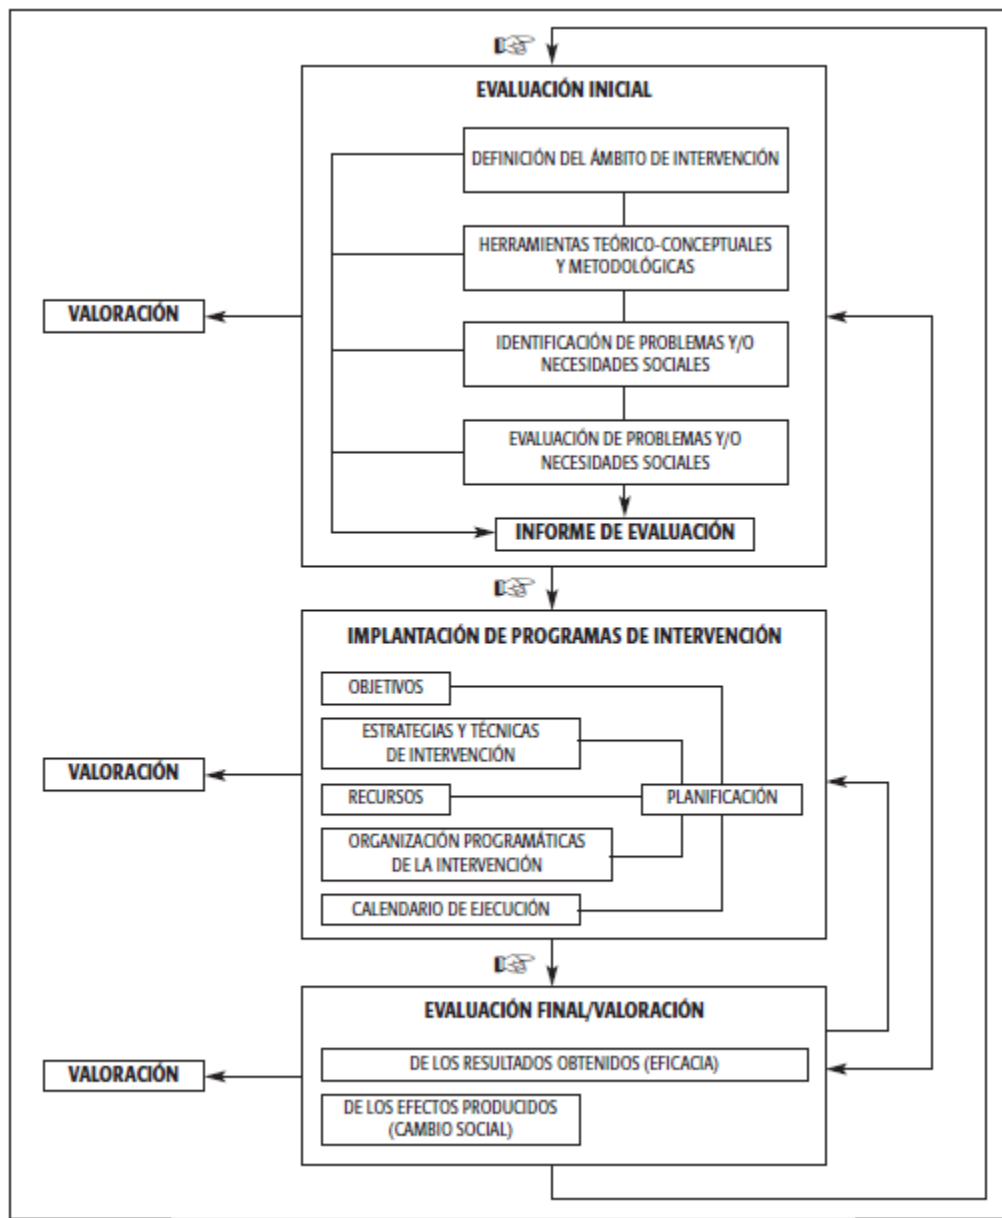 EVALUACIÓN INICIAL
DEFINICIÓN DEL ÁMBITO DE INTERVENCIÓN
HERRAMIENTAS TEÓRICO-CONCEPTUALES
Y METODOLÓGICAS
VALORACIÓN
IDENTIFICACIÓN DE PROBLEMAS Y/O
NECESIDADES SOCIALES
EVALUACIÓN DE PROBLEMAS Y/O
NECESIDADES SOCIALES
INFORME DE EVALUACIÓN
IMPLANTACIÓN DE PROGRAMAS DE INTERVENCIÓN
OBJETIVOS
ESTRATEGIAS Y TÉCNICAS
DE INTERVENCIÓN
VALORACIÓN
RECURSOS
PLANIFICACIÓN
ORGANIZACIÓN PROGRAMÁTICAS
DE LA INTERVENCIÓN
CALENDARIO DE EJECUCIÓN
EVALUACIÓN FINAL/VALORACIÓN
DE LOS RESULTADOS OBTENIDOS (EFICACIA)
VALORACIÓN
DE LOS EFECTOS PRODUCIDOS
(CAMBIO SOCIAL)